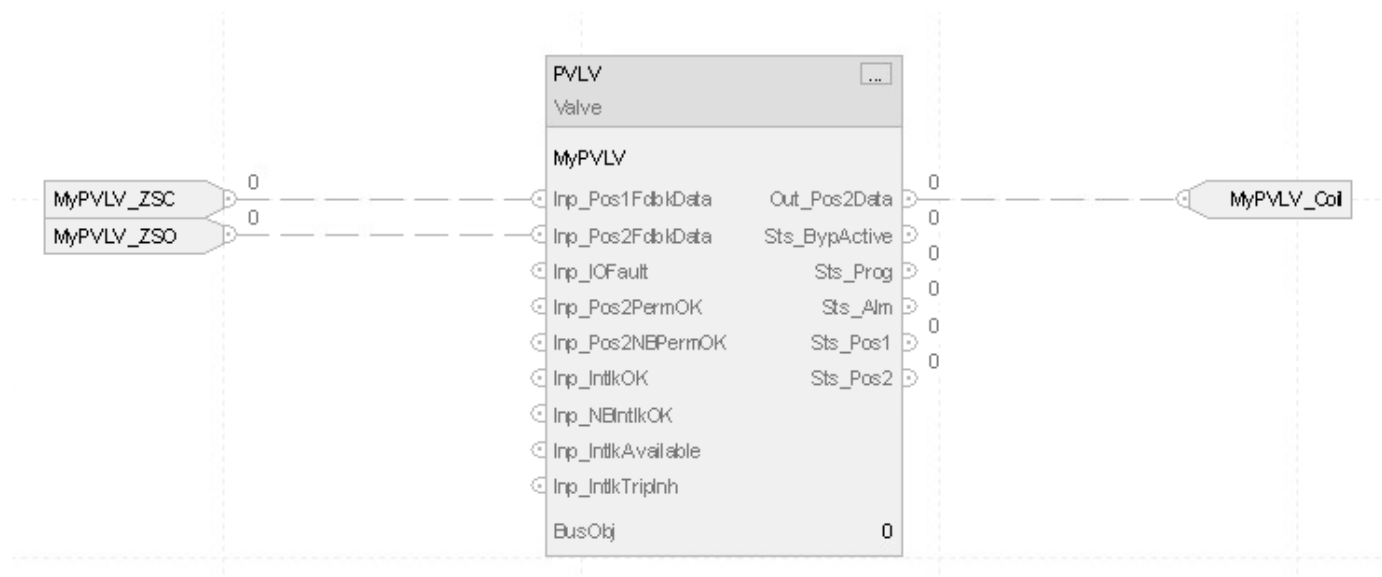 PVLV ...
Valve
MyPVLV
MyPVLV_ZSC 0 Inp_Pos1FdbkData Out_Pos2Data 0 MyPVLV_Coil
MyPVLV_ZSO 0 Inp_Pos2FdbkData Sts_BypActive 0
Inp_IOFault Sts_Prog 0
Inp_Pos2PermOK Sts_Alm 0
Inp_Pos2NBPermOK Sts_Pos1 0
Inp_IntlkOK Sts_Pos2 0
Inp_NBIntlkOK
Inp_IntlkAvailable
Inp_IntlkTripInh
BusObj 0